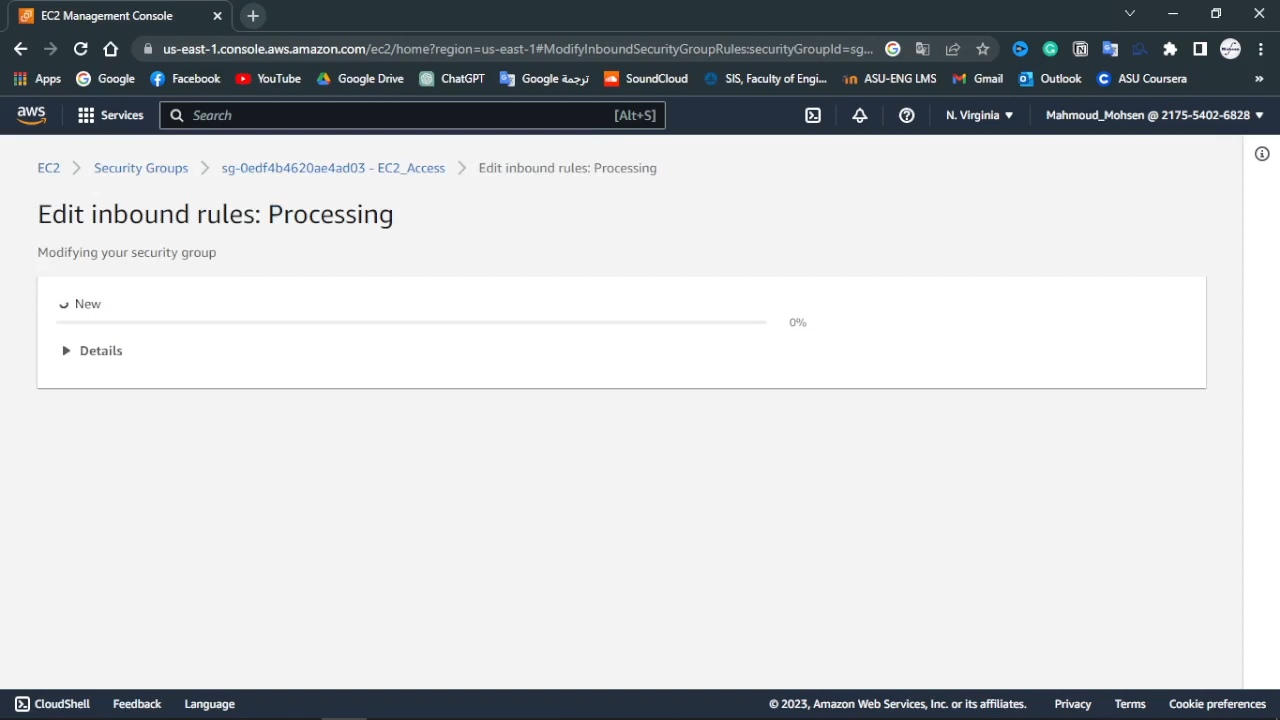 EC2 Management Console
us-east-1.console.aws.amazon.com/ec2/home?region=us-east-1#ModifyInboundSecurityGroupRules:securityGroupId=sg...
Apps Google Facebook YouTube Google Drive ChatGPT ترجمة Google SoundCloud SIS, Faculty of Engi... ASU-ENG LMS Gmail Outlook ASU Coursera »
aws Services Search [Alt+S] N. Virginia Mahmoud_Mohsen @ 2175-5402-6828
EC2 Security Groups sg-0edf4b4620ae4ad03 - EC2_Access Edit inbound rules: Processing
Edit inbound rules: Processing
Modifying your security group
New
0%
Details
CloudShell Feedback Language © 2023, Amazon Web Services, Inc. or its affiliates. Privacy Terms Cookie preferences